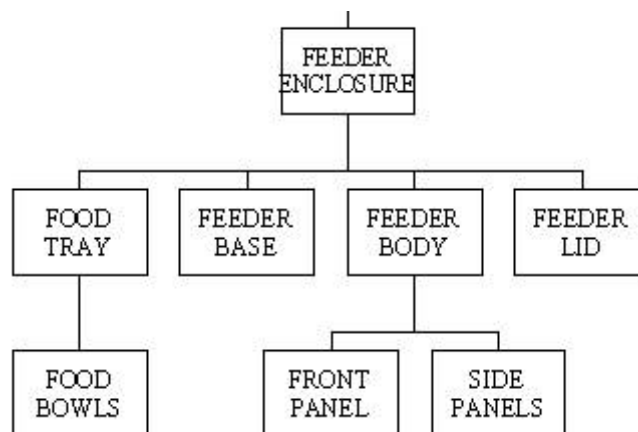 FEEDER
ENCLOSURE
FOOD
TRAY
FEEDER
BASE
FEEDER
BODY
FEEDER
LID
FOOD
BOWLS
FRONT
PANEL
SIDE
PANELS